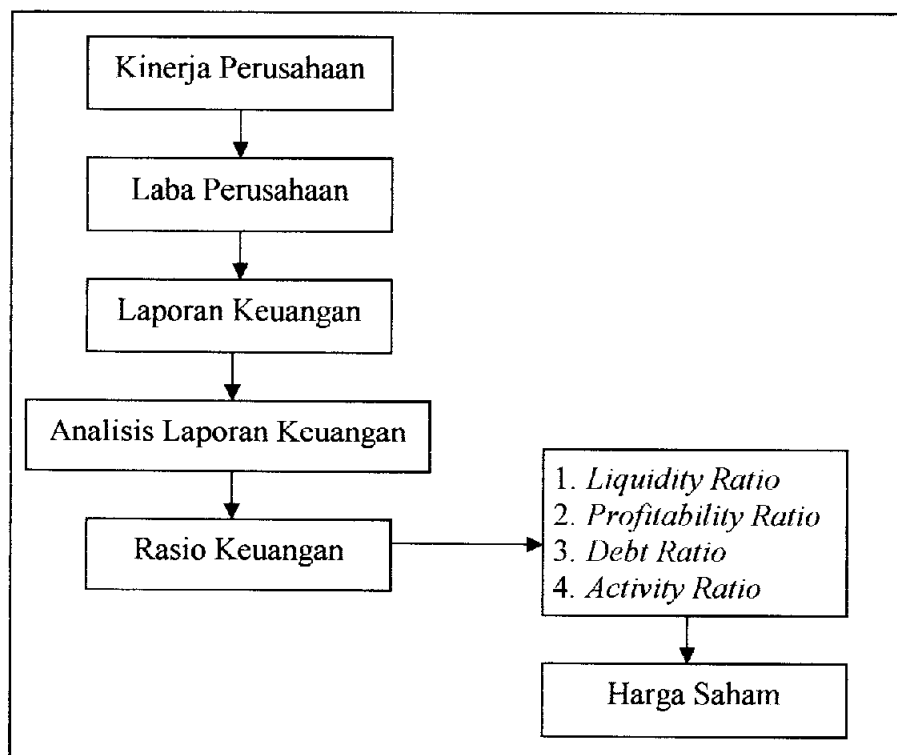 Kinerja Perusahaan
Laba Perusahaan
Laporan Keuangan
Analisis Laporan Keuangan
Rasio Keuangan
1. Liquidity Ratio
2. Profitability Ratio
3. Debt Ratio
4. Activity Ratio
Harga Saham